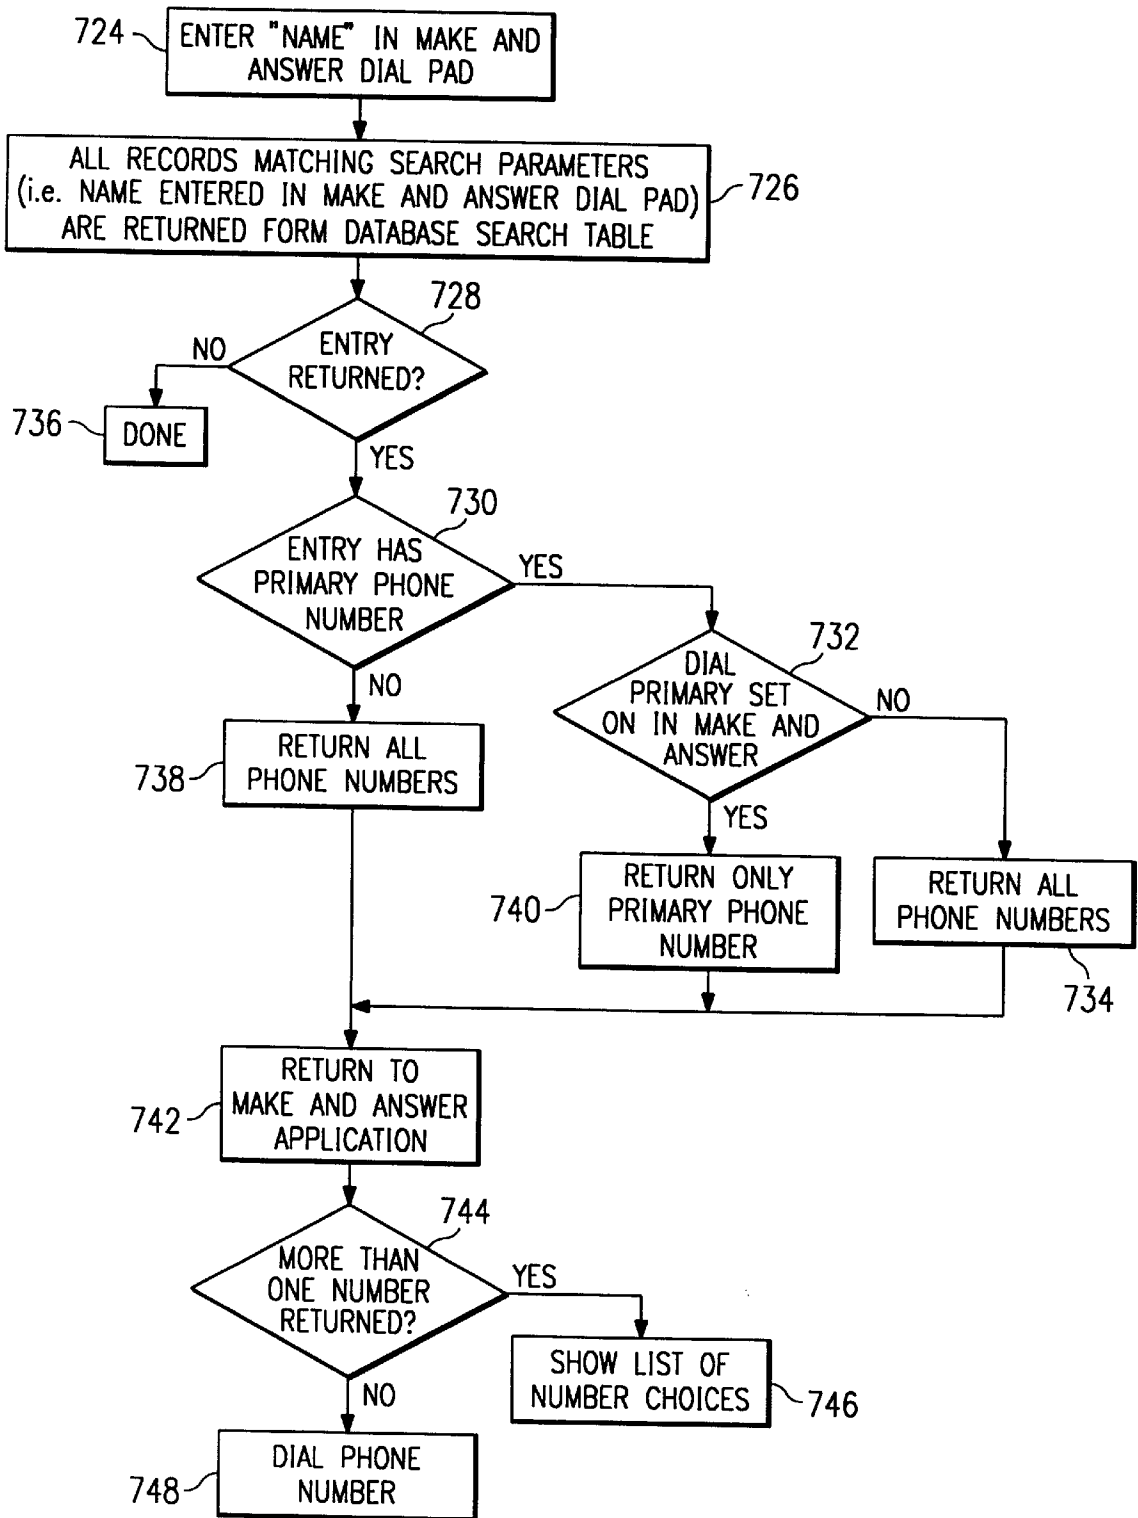 724
ENTER "NAME" IN MAKE AND
ANSWER DIAL PAD
ALL RECORDS MATCHING SEARCH PARAMETERS
(i.e. NAME ENTERED IN MAKE AND ANSWER DIAL PAD)
ARE RETURNED FORM DATABASE SEARCH TABLE
726
728
ENTRY
RETURNED?
NO
736
DONE
YES
730
ENTRY HAS
PRIMARY PHONE
NUMBER
YES
NO
732
DIAL
PRIMARY SET
ON IN MAKE AND
ANSWER
NO
YES
738
RETURN ALL
PHONE NUMBERS
740
RETURN ONLY
PRIMARY PHONE
NUMBER
RETURN ALL
PHONE NUMBERS
734
742
RETURN TO
MAKE AND ANSWER
APPLICATION
744
MORE THAN
ONE NUMBER
RETURNED?
YES
NO
SHOW LIST OF
NUMBER CHOICES
746
748
DIAL PHONE
NUMBER